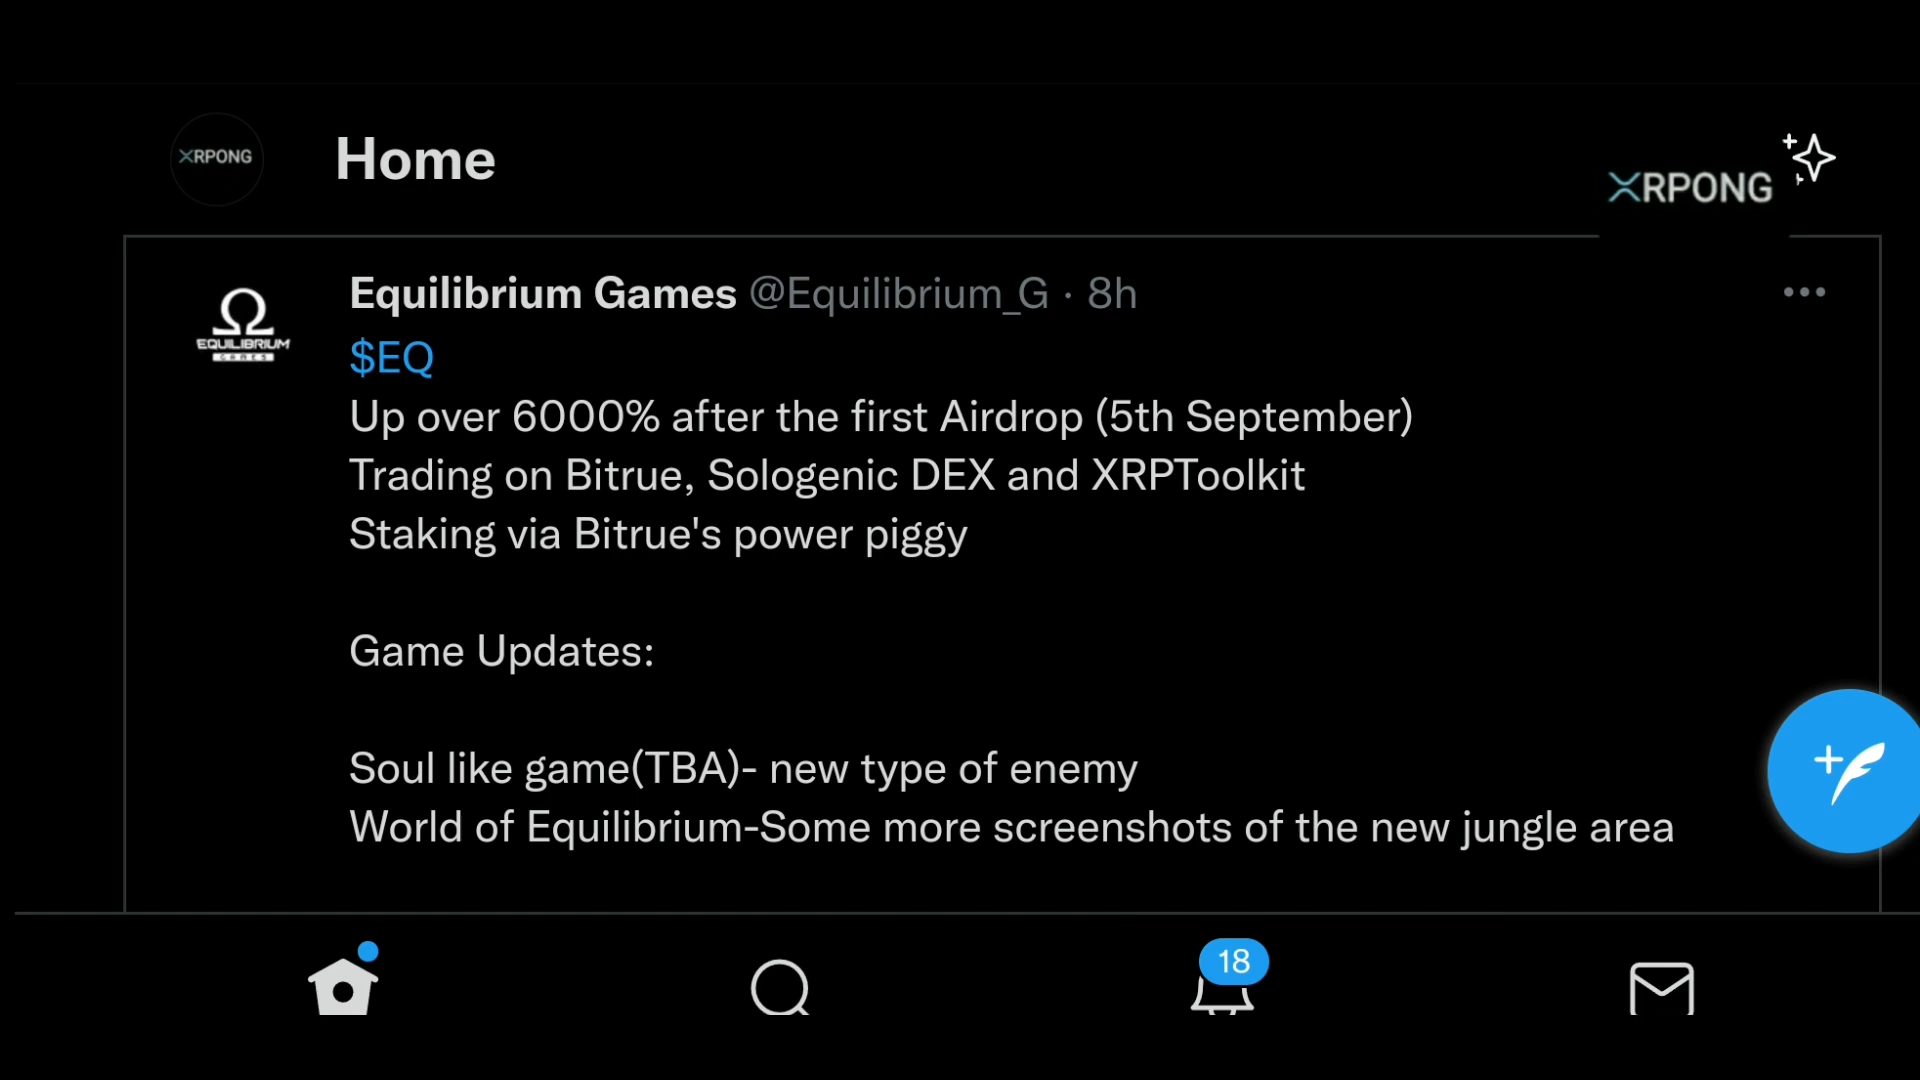 XRPONG
Home
XRPONG
Equilibrium Games @Equilibrium_G · 8h
EQUILIBRIUM
GAMES
$EQ
Up over 6000% after the first Airdrop (5th September)
Trading on Bitrue, Sologenic DEX and XRPToolkit
Staking via Bitrue's power piggy
Game Updates:
Soul like game(TBA)- new type of enemy
World of Equilibrium-Some more screenshots of the new jungle area
18